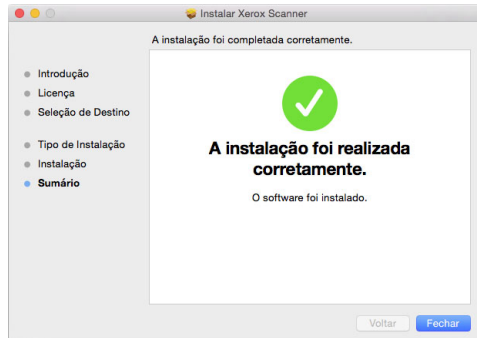 Instalar Xerox Scanner
A instalação foi completada corretamente.
Introdução
Licença
Seleção de Destino
Tipo de Instalação
Instalação
Sumário
A instalação foi realizada
corretamente.
O software foi instalado.
Voltar
Fechar